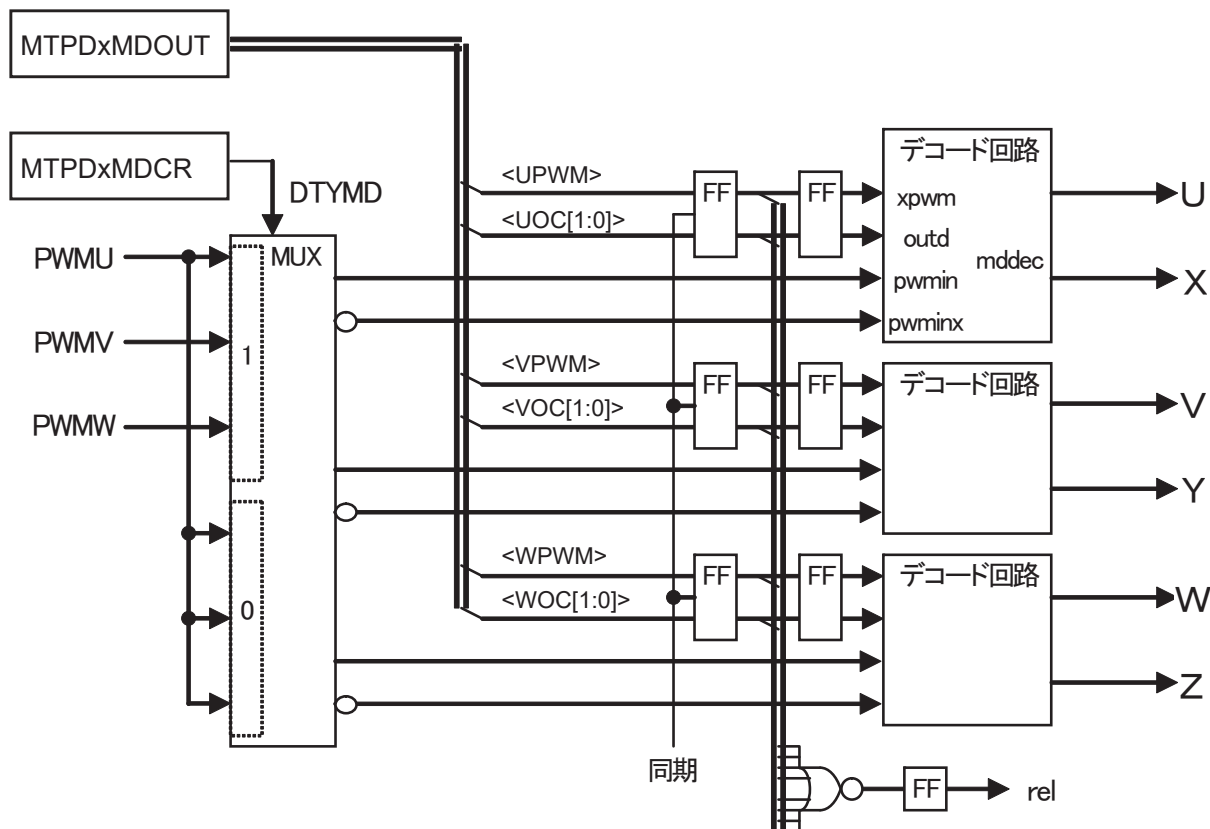 MTPDxMDOUT
MTPDxMDCR
DTYMD
PWMU
PWMV
PWMW
MUX
1
0
<UPWM>
<UOC[1:0]>
FF
FF
デコード回路
xpwm
outd
mddec
pwmin
pwminx
U
X
<VPWM>
<VOC[1:0]>
FF
FF
デコード回路
V
Y
<WPWM>
<WOC[1:0]>
FF
FF
デコード回路
W
Z
同期
FF
rel